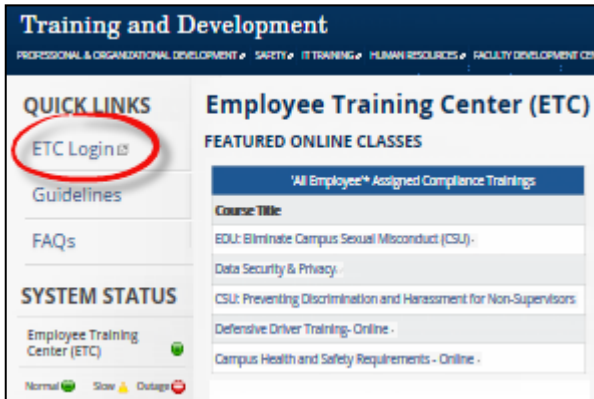 Training and Development
PROFESSIONAL & ORGANIZATIONAL DEVELOPMENT SAFETY IT TRAINING HUMAN RESOURCES FACULTY DEVELOPMENT CEN
QUICK LINKS
ETC Login
Guidelines
FAQs
SYSTEM STATUS
Employee Training
Center (ETC)
Normal Slow Outage
Employee Training Center (ETC)
FEATURED ONLINE CLASSES
'All Employee'* Assigned Compliance Trainings
Course Title
EDU: Eliminate Campus Sexual Misconduct (CSU) -
Data Security & Privacy
CSU: Preventing Discrimination and Harassment for Non-Supervisors
Defensive Driver Training- Online -
Campus Health and Safety Requirements - Online -